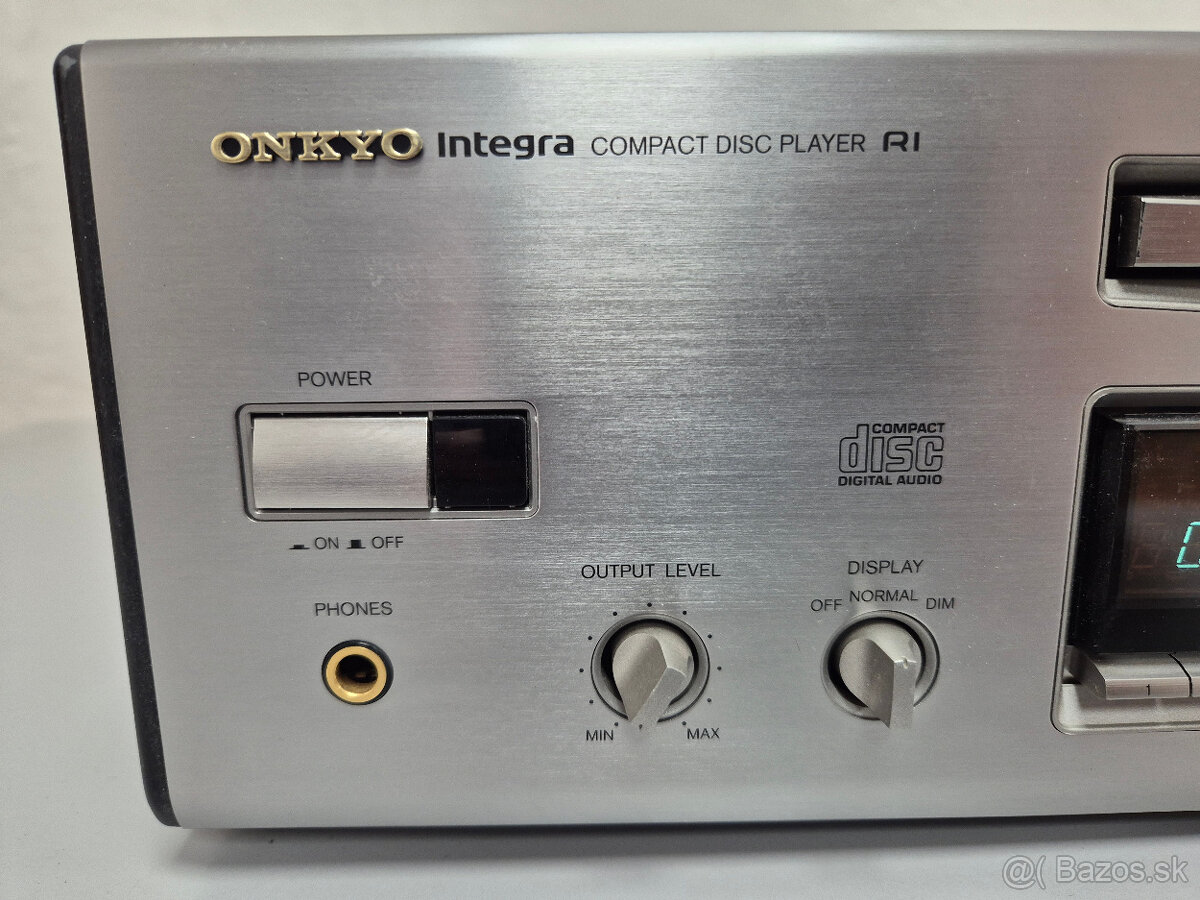 ONKYO Integra COMPACT DISC PLAYER RI
POWER
ON OFF
PHONES
COMPACT
disc
DIGITAL AUDIO
OUTPUT LEVEL
MIN MAX
DISPLAY
OFF NORMAL DIM
1
@( Bazos.sk